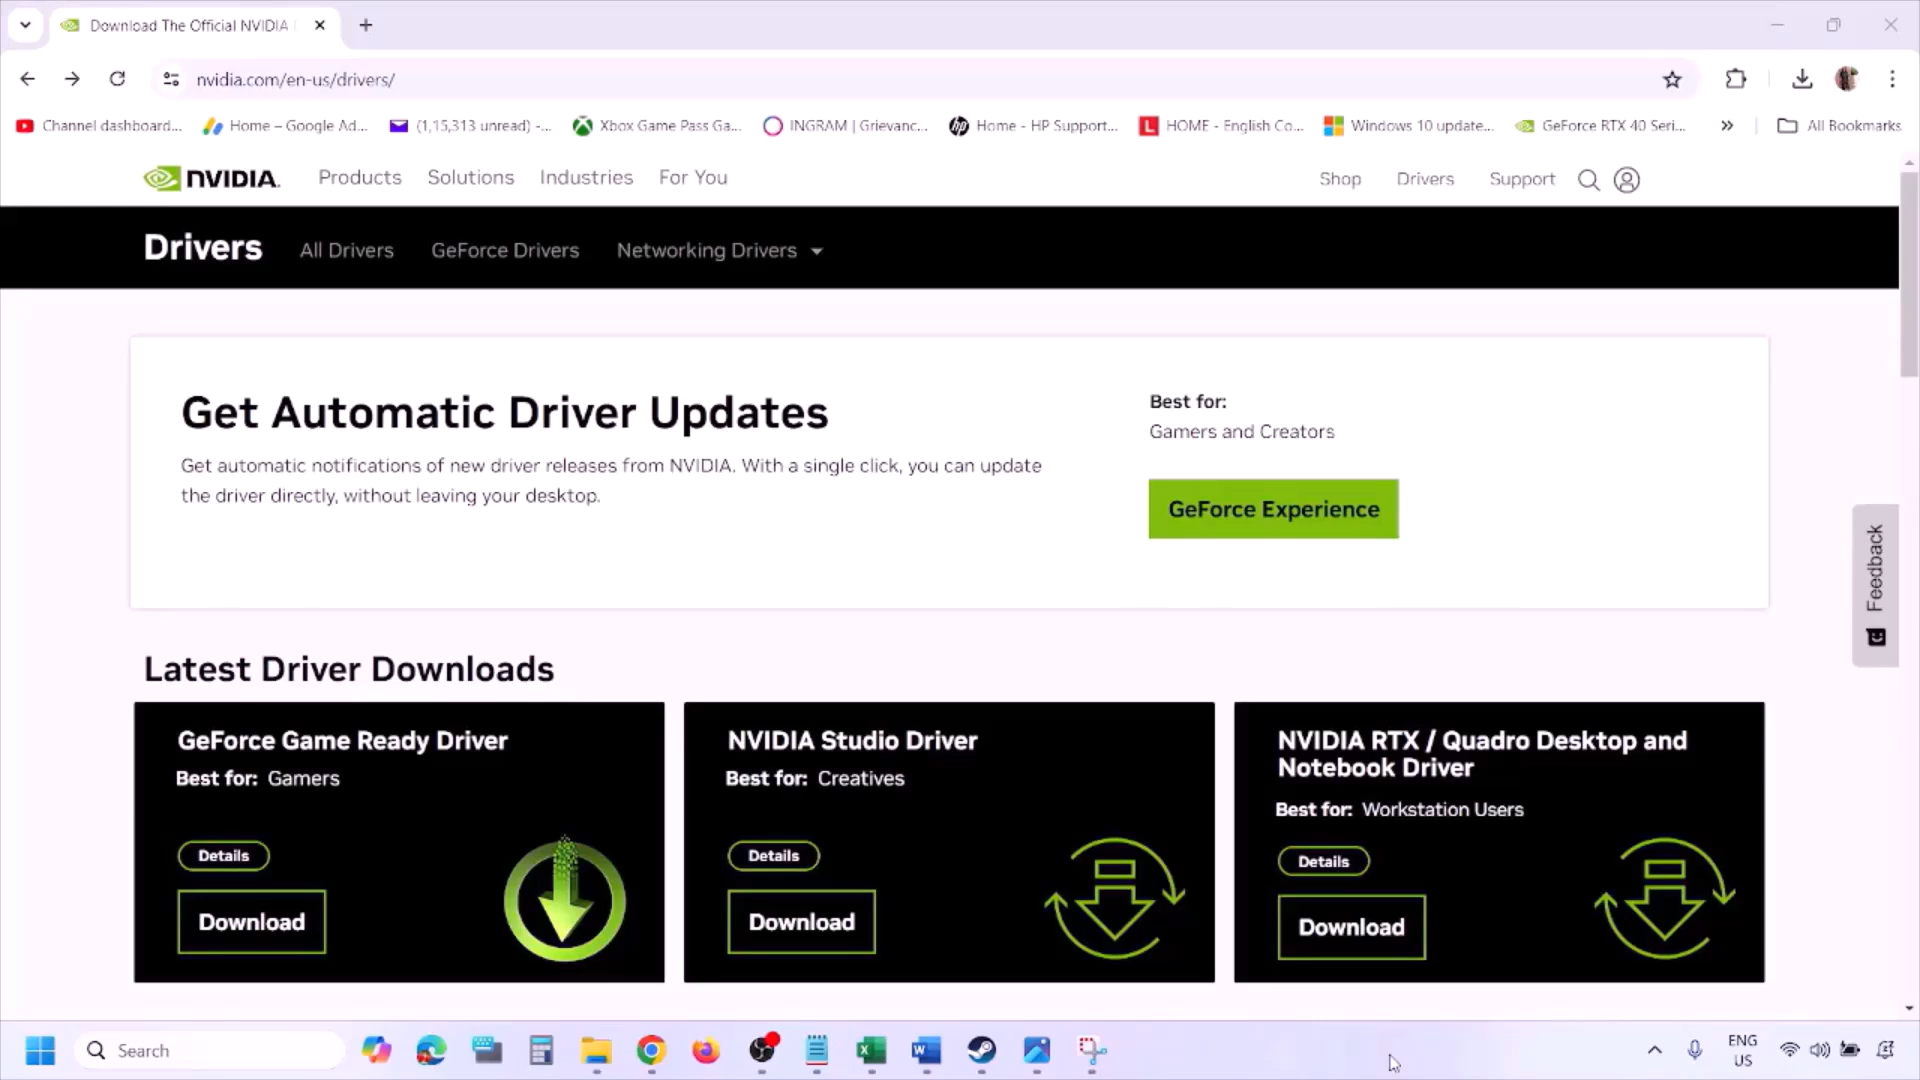 Download The Official NVIDIA
nvidia.com/en-us/drivers/
Channel dashboard...
Home – Google Ad...
(1,15,313 unread) -...
Xbox Game Pass Ga...
INGRAM | Grievanc...
Home - HP Support...
HOME - English Co...
Windows 10 update...
GeForce RTX 40 Seri...
All Bookmarks
NVIDIA.
Products
Solutions
Industries
For You
Shop
Drivers
Support
Drivers
All Drivers
GeForce Drivers
Networking Drivers
Get Automatic Driver Updates
Get automatic notifications of new driver releases from NVIDIA. With a single click, you can update
the driver directly, without leaving your desktop.
Best for:
Gamers and Creators
GeForce Experience
Feedback
Latest Driver Downloads
GeForce Game Ready Driver
Best for: Gamers
Details
Download
NVIDIA Studio Driver
Best for: Creatives
Details
Download
NVIDIA RTX / Quadro Desktop and
Notebook Driver
Best for: Workstation Users
Details
Download
Search
ENG
US